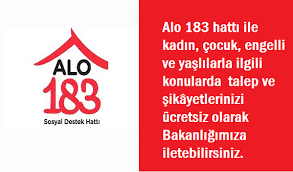 ALO
183
Sosyal Destek Hattı
Alo 183 hattı ile
kadın, çocuk, engelli
ve yaşlılarla ilgili
konularda talep ve
şikâyetlerinizi
ücretsiz olarak
Bakanlığımıza
iletebilirsiniz.